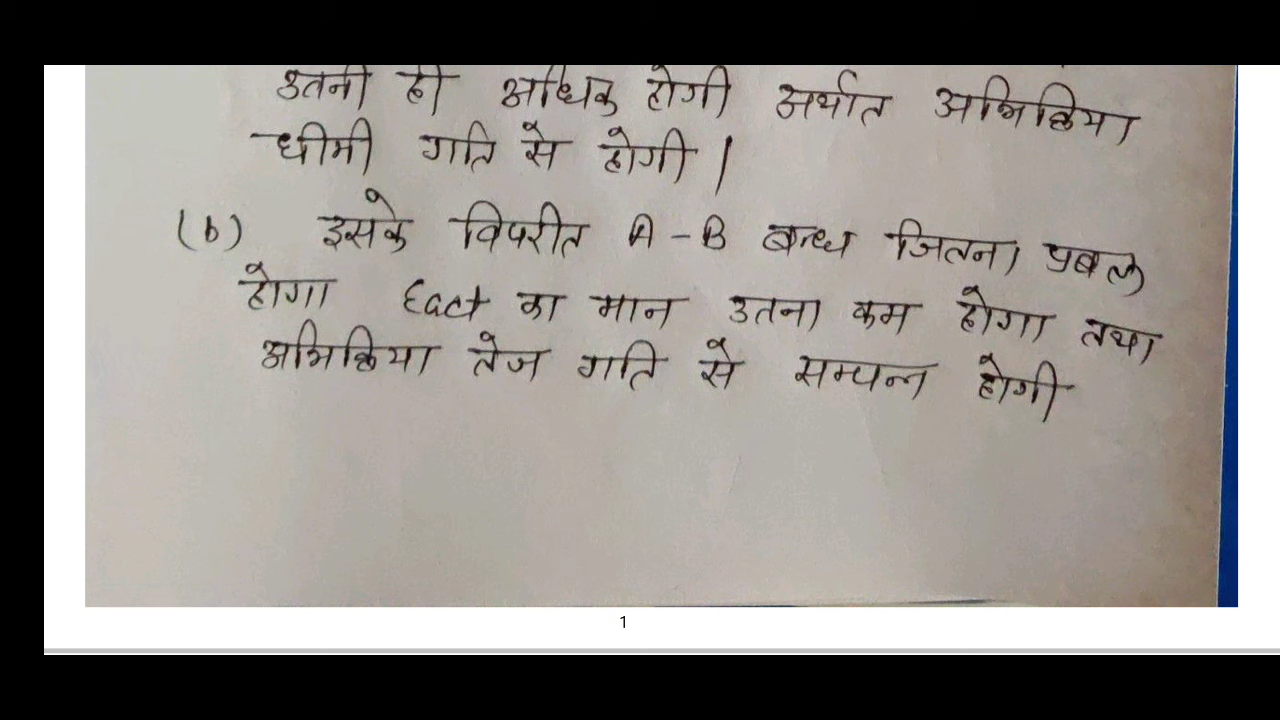 उतनी ही अधिक होगी अर्थात अभिक्रिया
धीमी गति से होगी |
(b) इसके विपरीत A - B बन्ध जितना प्रबल
होगा Eact का मान उतना कम होगा तथा
अभिक्रिया तेज गति से सम्पन्न होगी
1